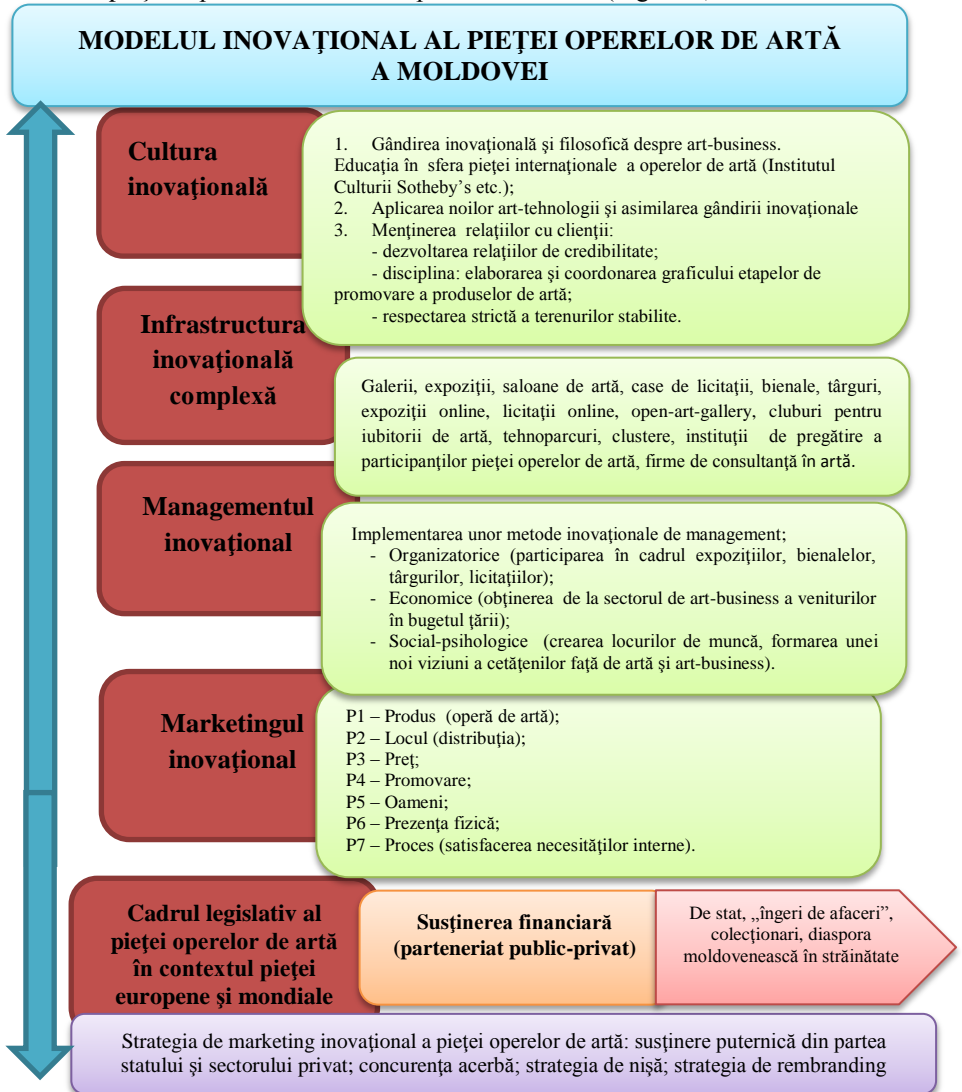 MODELUL INOVAŢIONAL AL PIEŢEI OPERELOR DE ARTĂ
A MOLDOVEI
Cultura
inovaţională
1. Gândirea inovaţională şi filosofică despre art-business.
Educaţia în sfera pieţei internaţionale a operelor de artă (Institutul
Culturii Sotheby’s etc.);
2. Aplicarea noilor art-tehnologii şi asimilarea gândirii inovaţionale
3. Menţinerea relaţiilor cu clienţii:
- dezvoltarea relaţiilor de credibilitate;
- disciplina: elaborarea şi coordonarea graficului etapelor de
promovare a produselor de artă;
- respectarea strictă a terenurilor stabilite.
Infrastructura
inovaţională
complexă
Galerii, expoziţii, saloane de artă, case de licitaţii, bienale, târguri,
expoziţii online, licitaţii online, open-art-gallery, cluburi pentru
iubitorii de artă, tehnoparcuri, clustere, instituţii de pregătire a
participanţilor pieţei operelor de artă, firme de consultanţă în artă.
Managementul
inovaţional
Implementarea unor metode inovaţionale de management;
- Organizatorice (participarea în cadrul expoziţiilor, bienalelor,
târgurilor, licitaţiilor);
- Economice (obţinerea de la sectorul de art-business a veniturilor
în bugetul ţării);
- Social-psihologice (crearea locurilor de muncă, formarea unei
noi viziuni a cetăţenilor faţă de artă şi art-business).
Marketingul
inovaţional
P1 – Produs (operă de artă);
P2 – Locul (distribuţia);
P3 – Preţ;
P4 – Promovare;
P5 – Oameni;
P6 – Prezenţa fizică;
P7 – Proces (satisfacerea necesităţilor interne).
Cadrul legislativ al
pieţei operelor de artă
în contextul pieţei
europene şi mondiale
Susţinerea financiară
(parteneriat public-privat)
De stat, „îngeri de afaceri”,
colecţionari, diaspora
moldovenească în străinătate
Strategia de marketing inovaţional a pieţei operelor de artă: susţinere puternică din partea
statului şi sectorului privat; concurenţa acerbă; strategia de nişă; strategia de rembranding